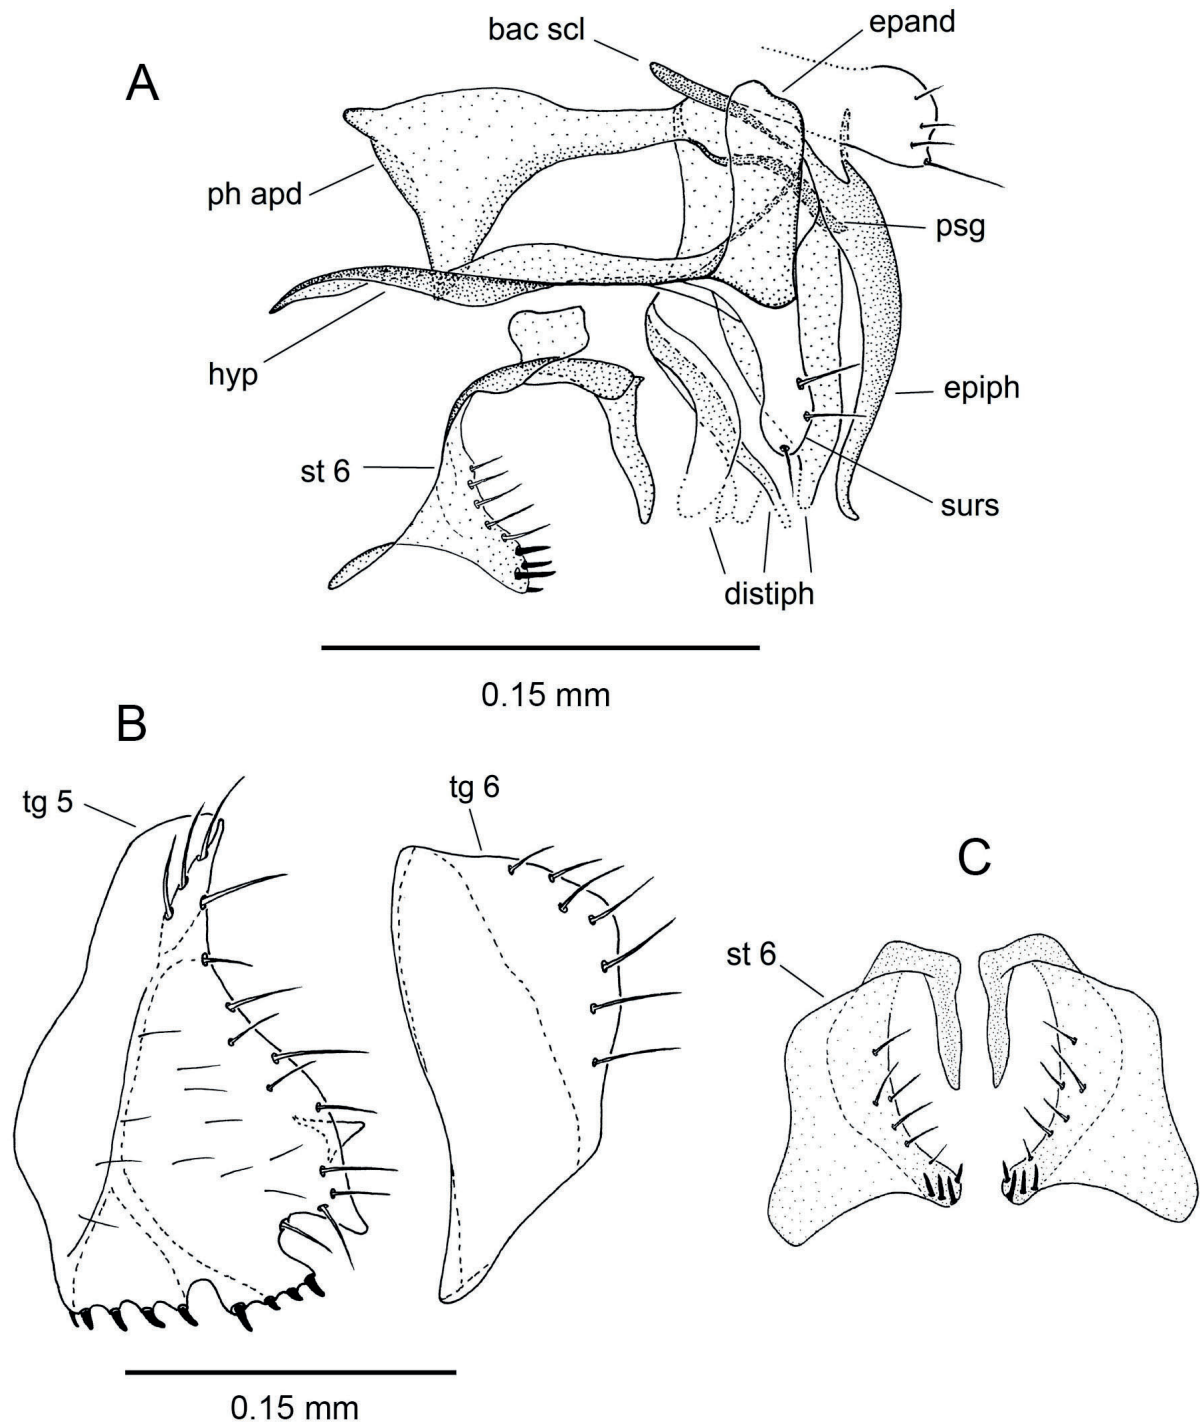 A
bac scl
epand
ph apd
psg
hyp
epiph
st 6
surs
distiph
0.15 mm
B
tg 5
tg 6
C
st 6
0.15 mm